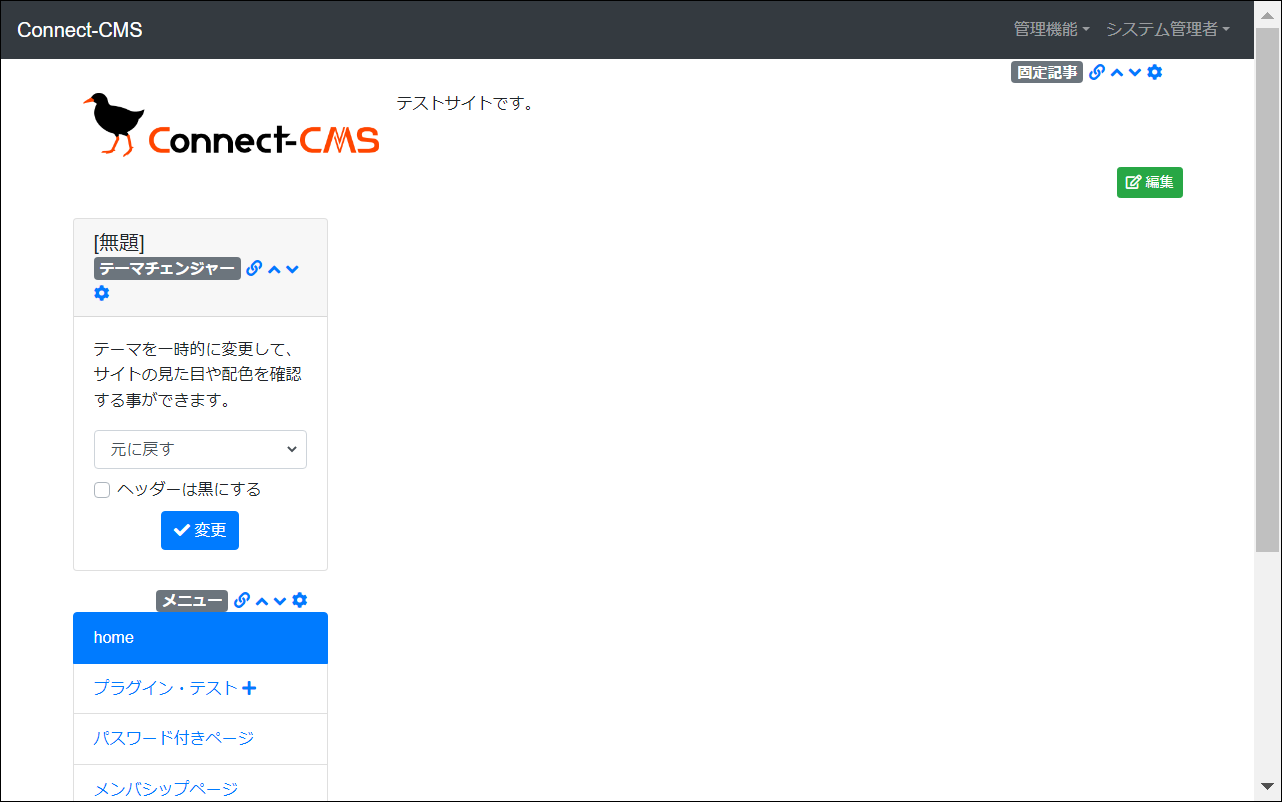 Connect-CMS
管理機能
システム管理者
固定記事
Connect-CMS
テストサイトです。
編集
[無題]
テーマチェンジャー
テーマを一時的に変更して、
サイトの見た目や配色を確認
する事ができます。
元に戻す
ヘッダーは黒にする
変更
メニュー
home
プラグイン・テスト
パスワード付きページ
メンバシップページ